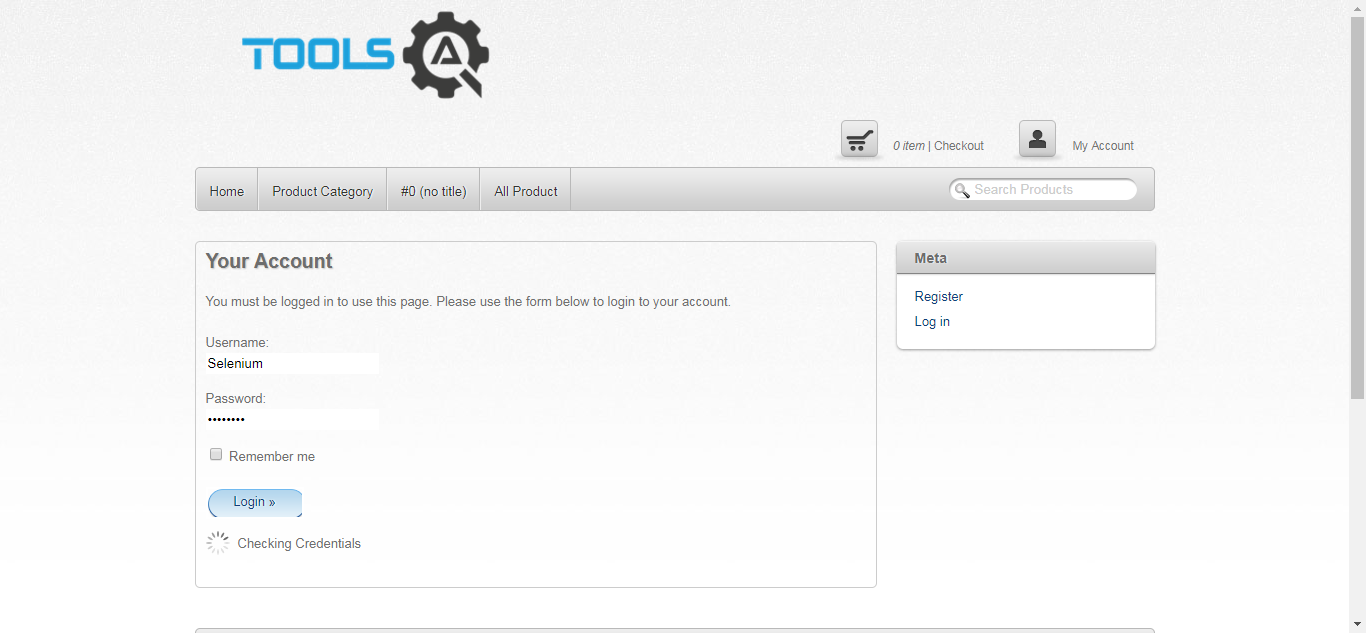 TOOLS
0 item | Checkout
My Account
Home
Product Category
#0 (no title)
All Product
Search Products
Your Account
You must be logged in to use this page. Please use the form below to login to your account.
Username:
Selenium
Password:
••••••••
Remember me
Login »
Checking Credentials
Meta
Register
Log in